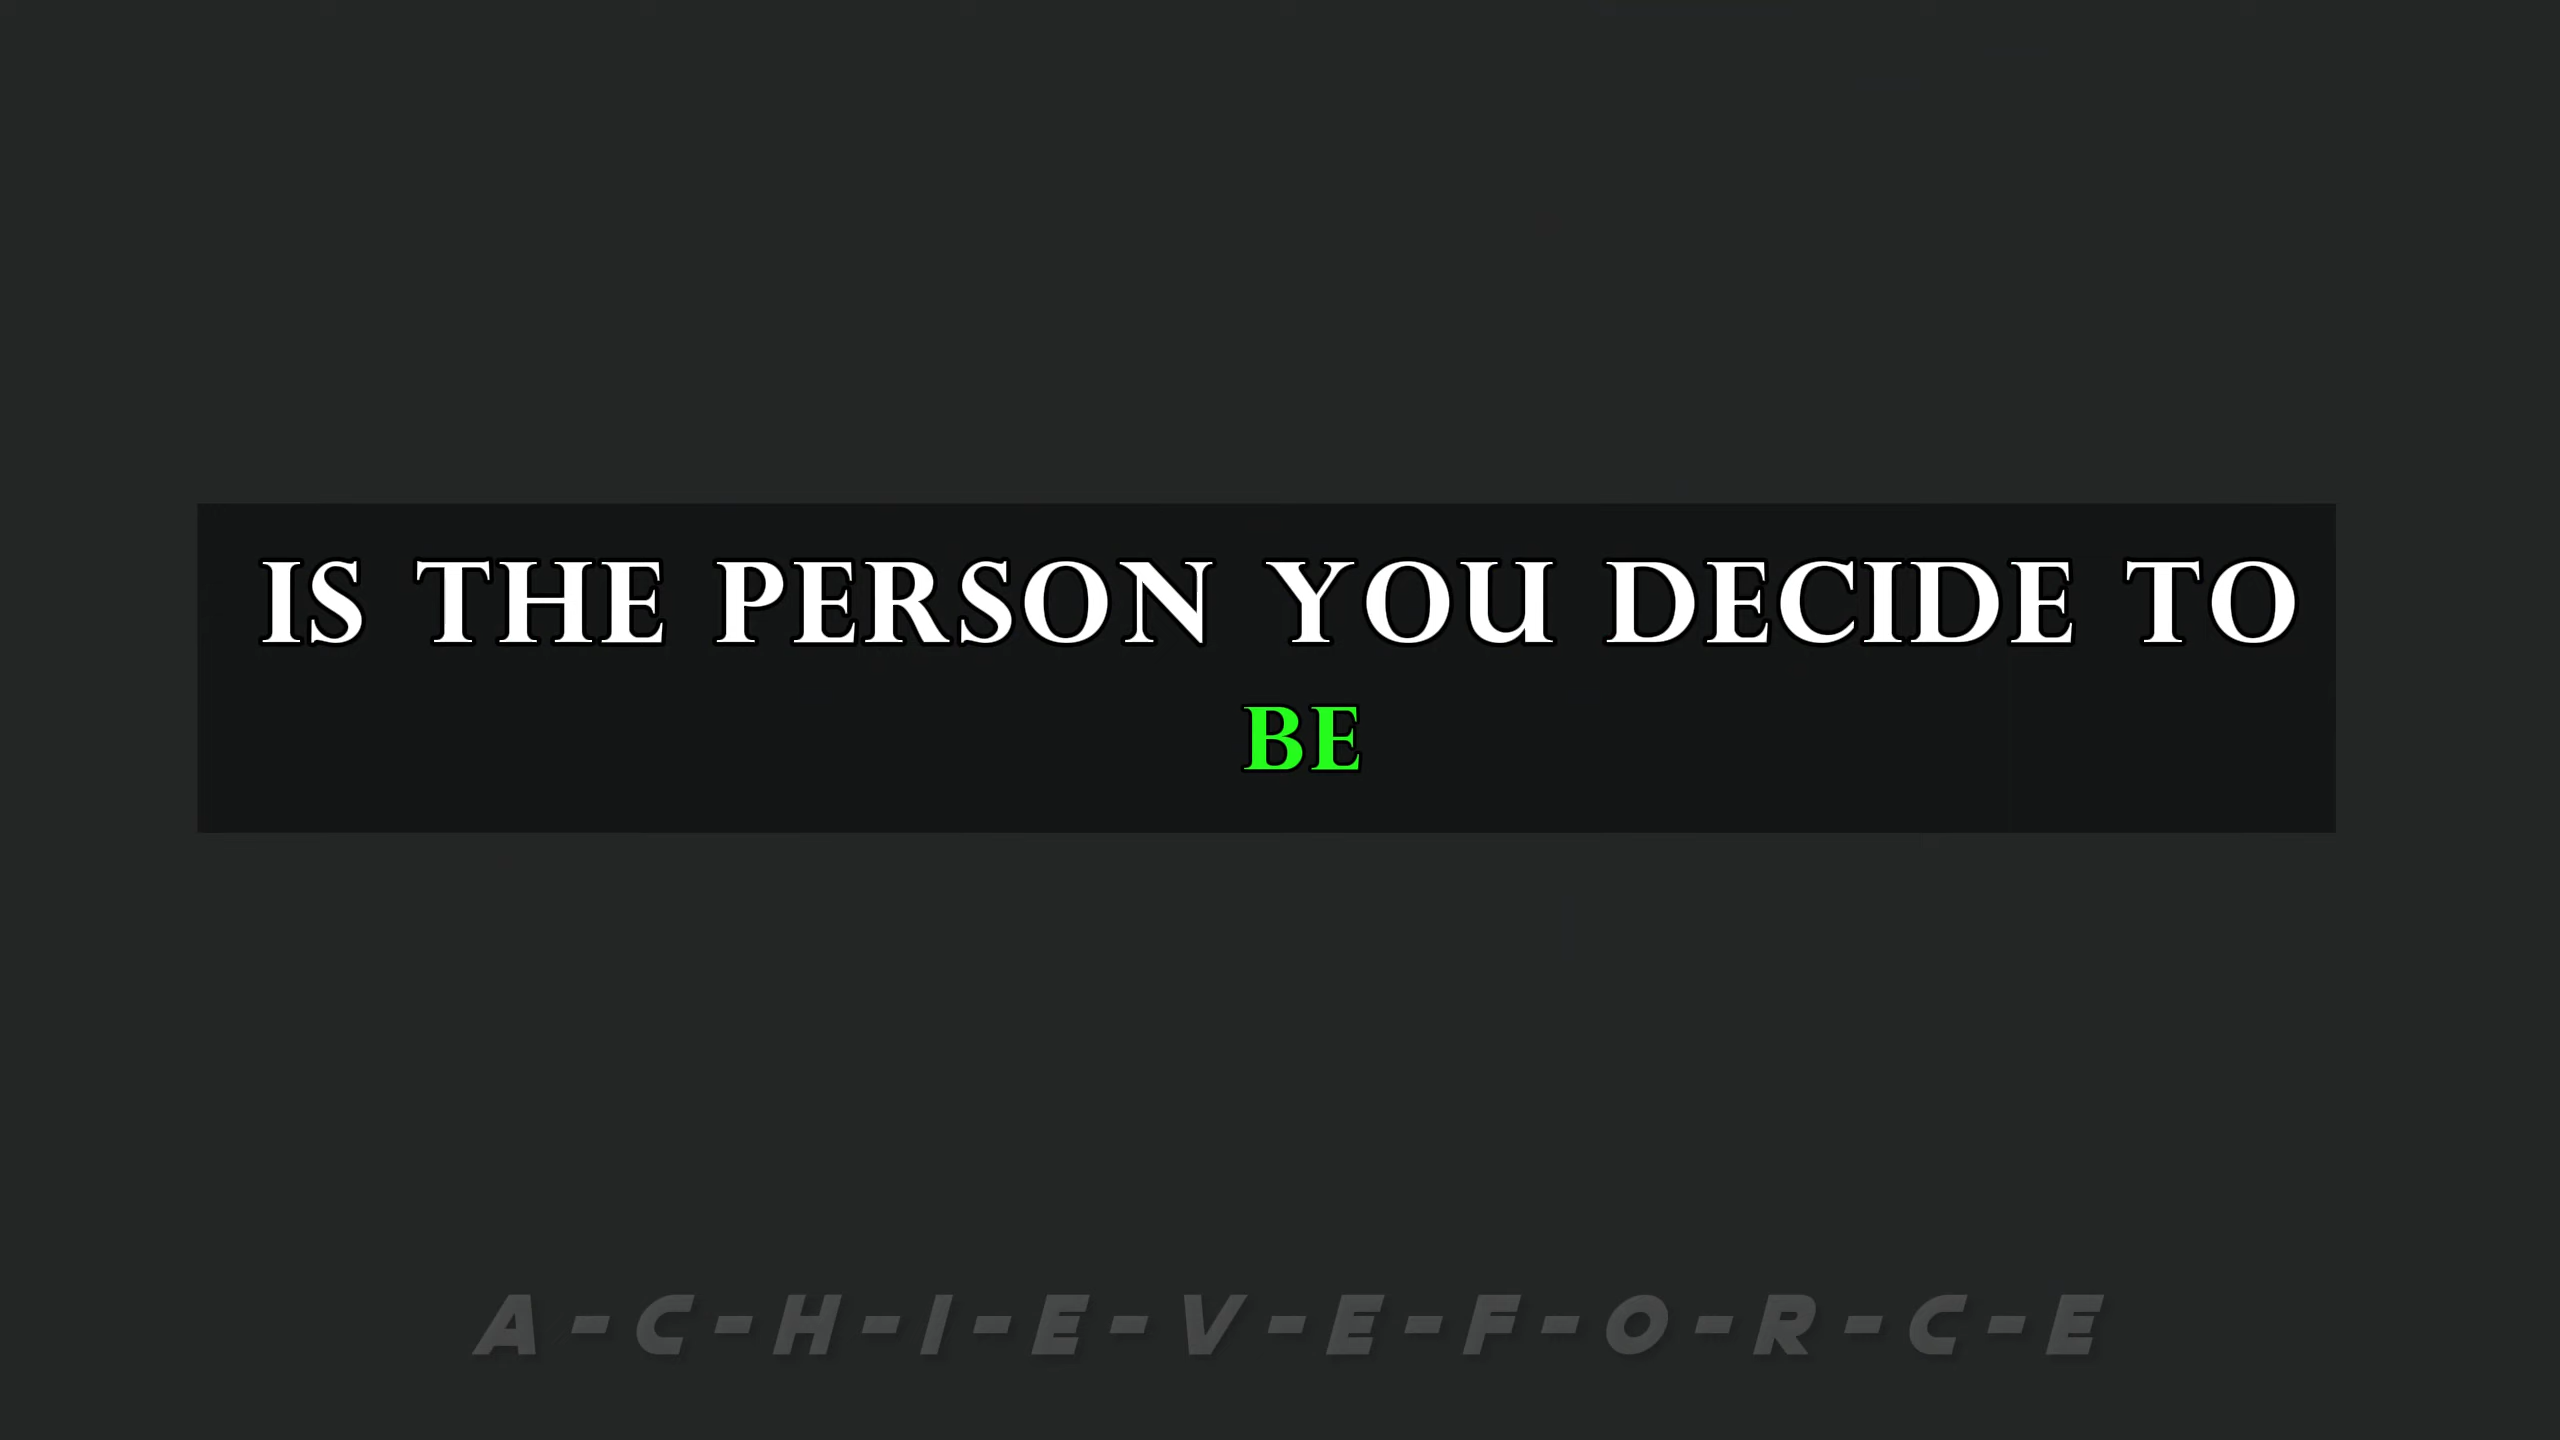 IS THE PERSON YOU DECIDE TO
BE
A-C-H-I-E-V-E-F-O-R-C-E